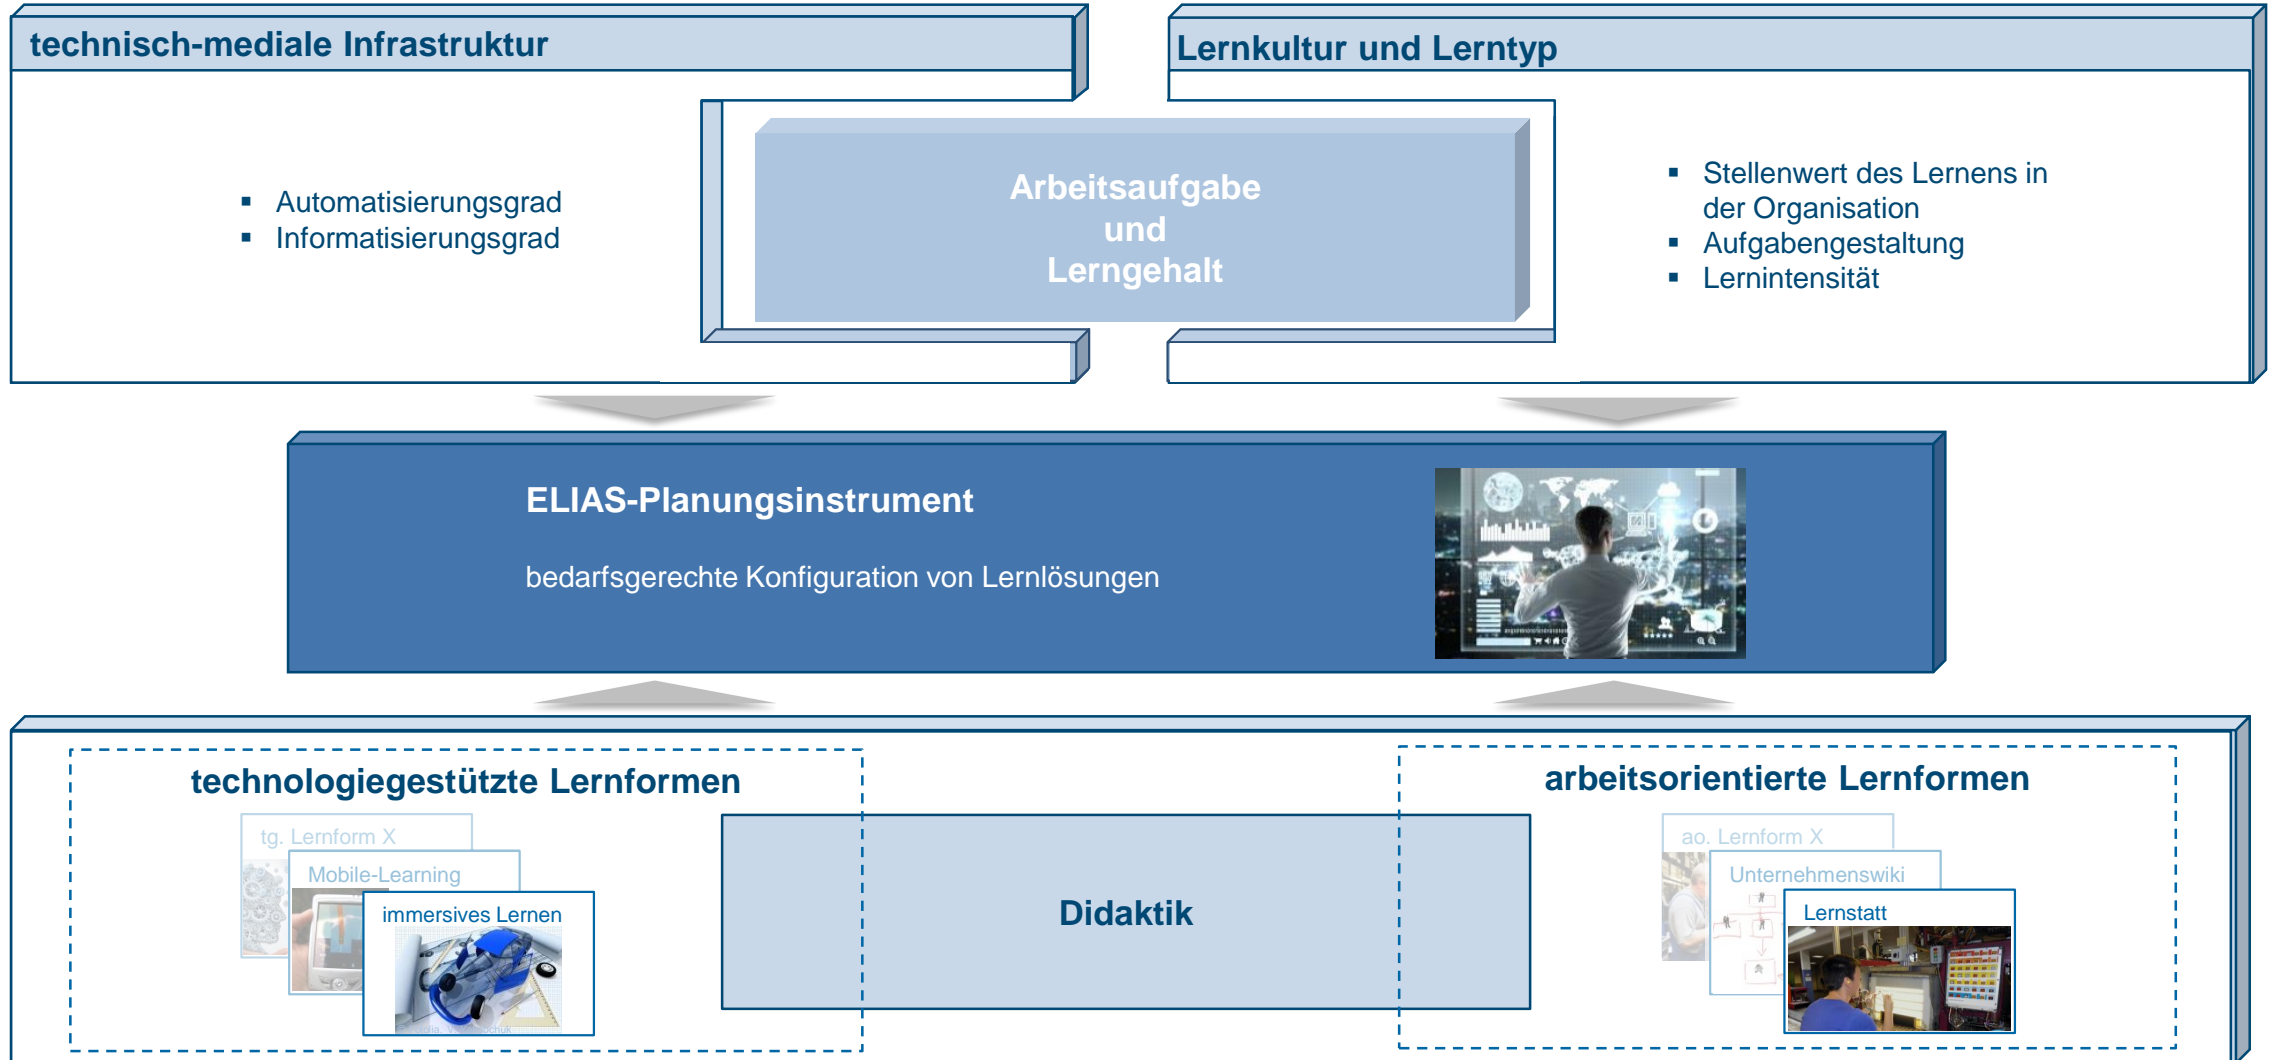 technisch-mediale Infrastruktur
Lernkultur und Lerntyp
▪ Automatisierungsgrad
▪ Informatisierungsgrad
Arbeitsaufgabe
und
Lerngehalt
▪ Stellenwert des Lernens in
der Organisation
▪ Aufgabengestaltung
▪ Lernintensität
ELIAS-Planungsinstrument
bedarfsgerechte Konfiguration von Lernlösungen
technologiegestützte Lernformen
tg. Lernform X
Mobile-Learning
immersives Lernen
Didaktik
arbeitsorientierte Lernformen
ao. Lernform X
Unternehmenswiki
Lernstatt